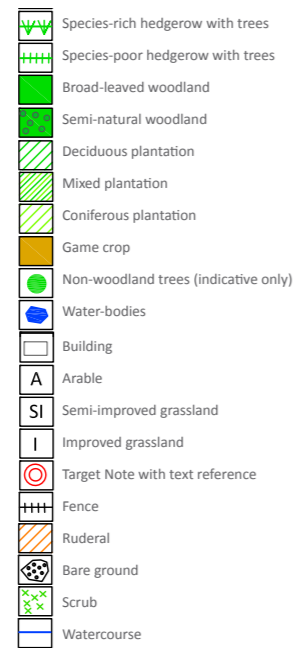 Species-rich hedgerow with trees
Species-poor hedgerow with trees
Broad-leaved woodland
Semi-natural woodland
Deciduous plantation
Mixed plantation
Coniferous plantation
Game crop
Non-woodland trees (indicative only)
Water-bodies
Building
A Arable
SI Semi-improved grassland
I Improved grassland
Target Note with text reference
Fence
Ruderal
Bare ground
Scrub
Watercourse